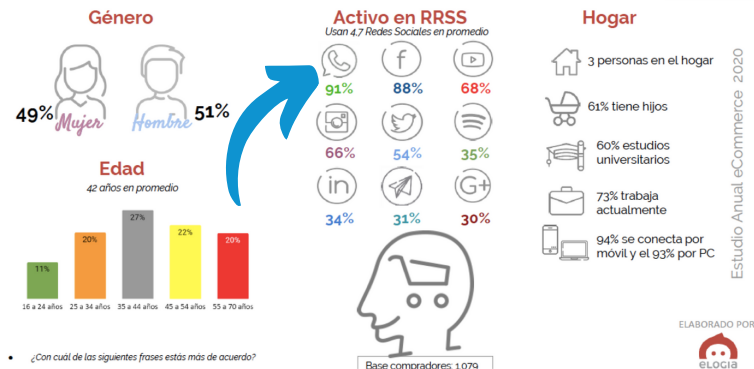 Género
49%
Mujer
Hombre
51%
Edad
42 años en promedio
11%
20%
27%
22%
20%
16 a 24 años 25 a 34 años 35 a 44 años 45 a 54 años 55 a 70 años
• ¿Con cuál de las siguientes frases estás más de acuerdo?
Activo en RRSS
Usan 4,7 Redes Sociales en promedio
91% 88% 68%
66% 54% 35%
in G+
34% 31% 30%
Base compradores: 1.079
Hogar
3 personas en el hogar
61% tiene hijos
60% estudios
universitarios
73% trabaja
actualmente
94% se conecta por
móvil y el 93% por PC
Estudio Anual eCommerce 2020
ELABORADO POR
eLOGIa